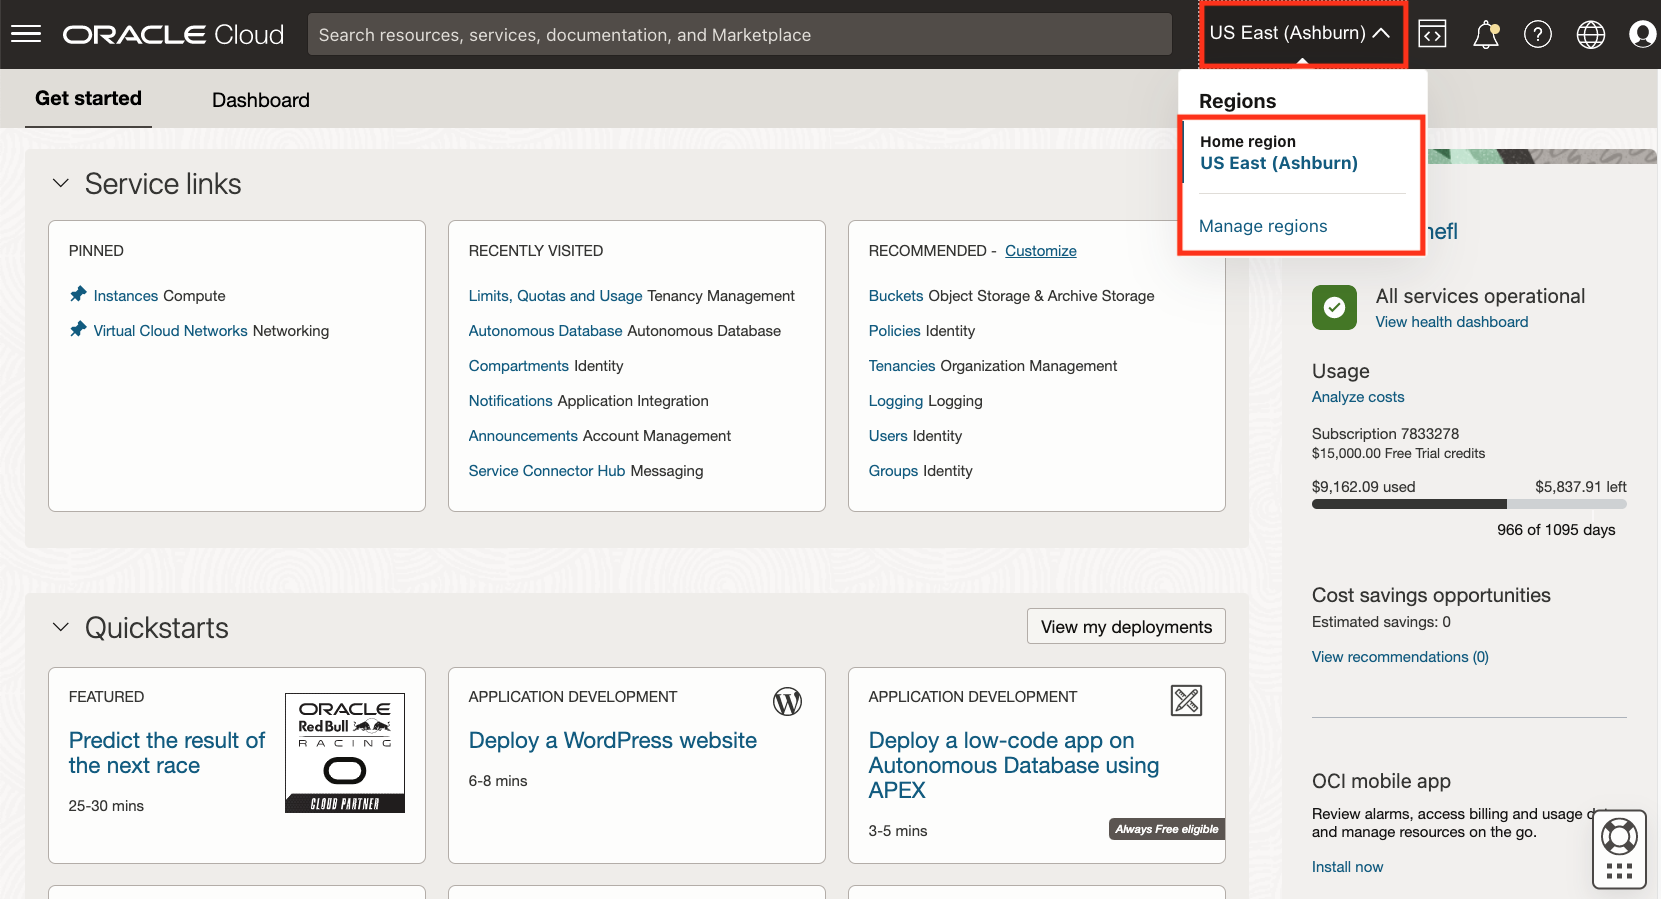 ORACLE Cloud
Search resources, services, documentation, and Marketplace
US East (Ashburn)
Get started
Dashboard
Regions
Home region
US East (Ashburn)
Manage regions
Service links
PINNED
Instances Compute
Virtual Cloud Networks Networking
RECENTLY VISITED
Limits, Quotas and Usage Tenancy Management
Autonomous Database Autonomous Database
Compartments Identity
Notifications Application Integration
Announcements Account Management
Service Connector Hub Messaging
RECOMMENDED - Customize
Buckets Object Storage & Archive Storage
Policies Identity
Tenancies Organization Management
Logging Logging
Users Identity
Groups Identity
All services operational
View health dashboard
Usage
Analyze costs
Subscription 7833278
$15,000.00 Free Trial credits
$9,162.09 used
$5,837.91 left
966 of 1095 days
Cost savings opportunities
Estimated savings: 0
View recommendations (0)
Quickstarts
View my deployments
FEATURED
Predict the result of
the next race
25-30 mins
ORACLE
Red Bull
RACING
CLOUD PARTNER
APPLICATION DEVELOPMENT
Deploy a WordPress website
6-8 mins
APPLICATION DEVELOPMENT
Deploy a low-code app on
Autonomous Database using
APEX
3-5 mins
Always Free eligible
OCI mobile app
Review alarms, access billing and usage
and manage resources on the go.
Install now